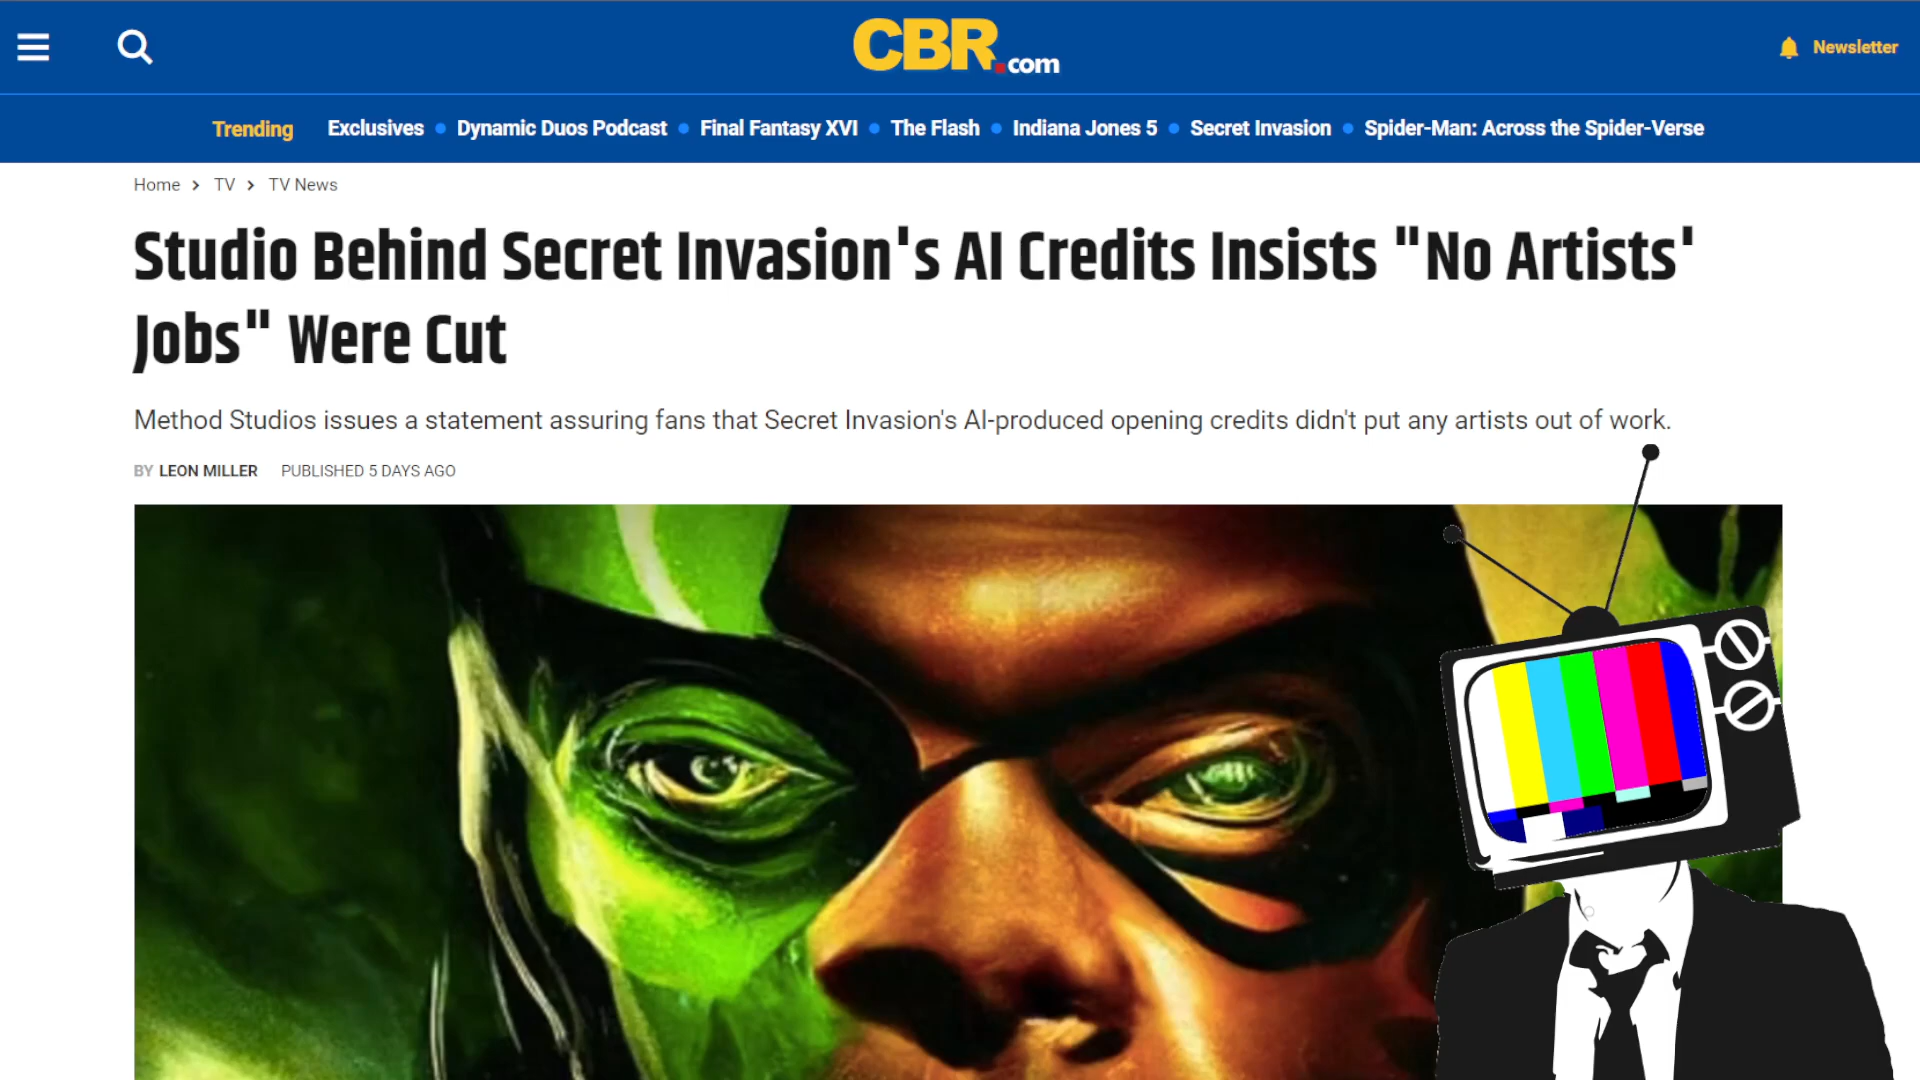 CBR.com
Newsletter
Trending Exclusives Dynamic Duos Podcast Final Fantasy XVI The Flash Indiana Jones 5 Secret Invasion Spider-Man: Across the Spider-Verse
Home > TV > TV News
Studio Behind Secret Invasion's AI Credits Insists "No Artists'
Jobs" Were Cut
Method Studios issues a statement assuring fans that Secret Invasion's AI-produced opening credits didn't put any artists out of work.
BY LEON MILLER PUBLISHED 5 DAYS AGO